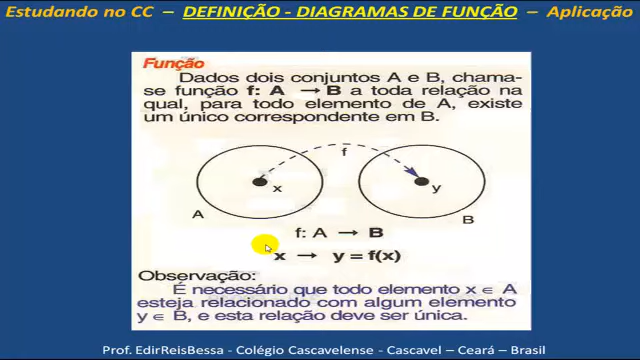 Estudando no CC – DEFINIÇÃO - DIAGRAMAS DE FUNÇÃO – Aplicação
Função
Dados dois conjuntos A e B, chama-
se função f: A → B a toda relação na
qual, para todo elemento de A, existe
um único correspondente em B.
f
x
y
A
B
f: A → B
x → y = f(x)
Observação:
É necessário que todo elemento x ∈ A
esteja relacionado com algum elemento
y ∈ B, e esta relação deve ser única.
Prof. EdirReisBessa - Colégio Cascavelense - Cascavel – Ceará – Brasil